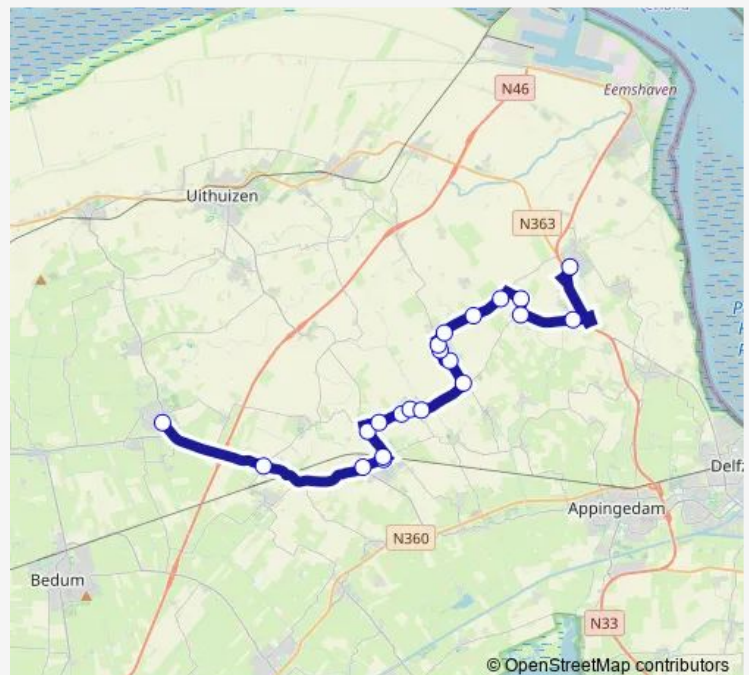 N46
Eemshaven
Uithuizen
N363
Delfz
Appingedam
N360
Bedum
N33
© OpenStreetMap contributors